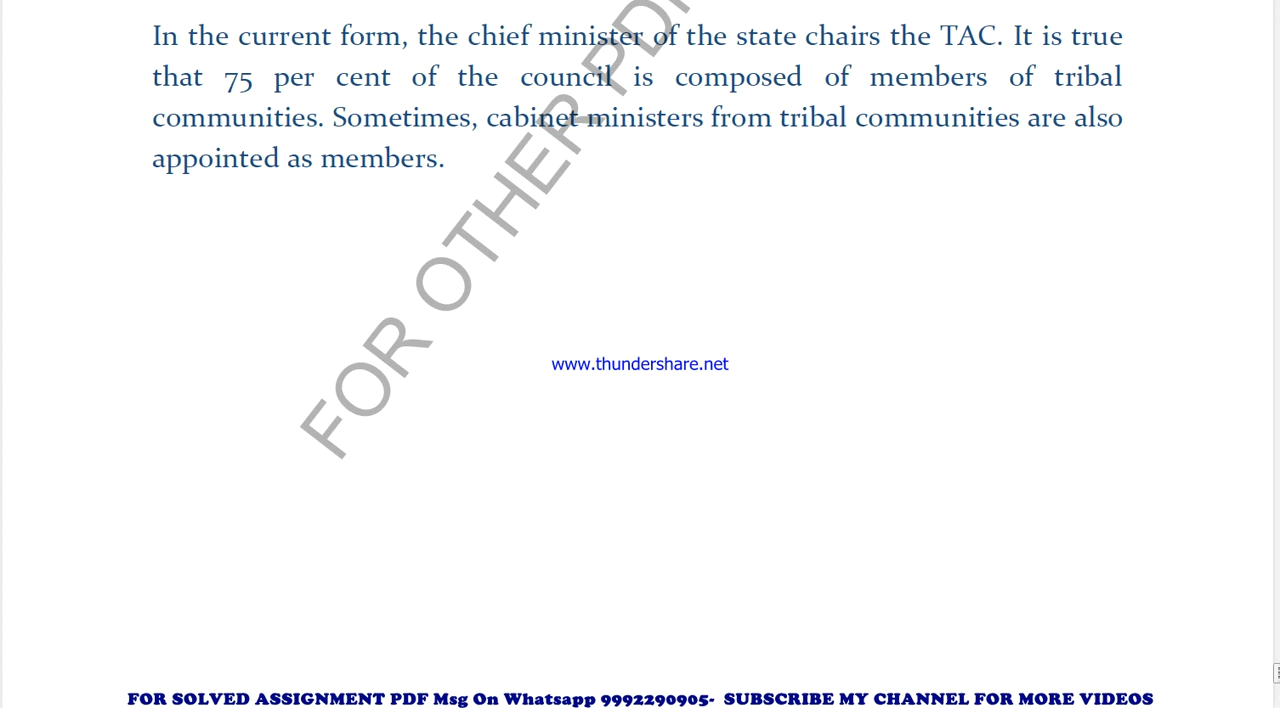 In the current form, the chief minister of the state chairs the TAC. It is true
that 75 per cent of the council is composed of members of tribal
communities. Sometimes, cabinet ministers from tribal communities are also
appointed as members.
FOR OTHER PDF
www.thundershare.net
FOR SOLVED ASSIGNMENT PDF Msg On Whatsapp 9992290905- SUBSCRIBE MY CHANNEL FOR MORE VIDEOS